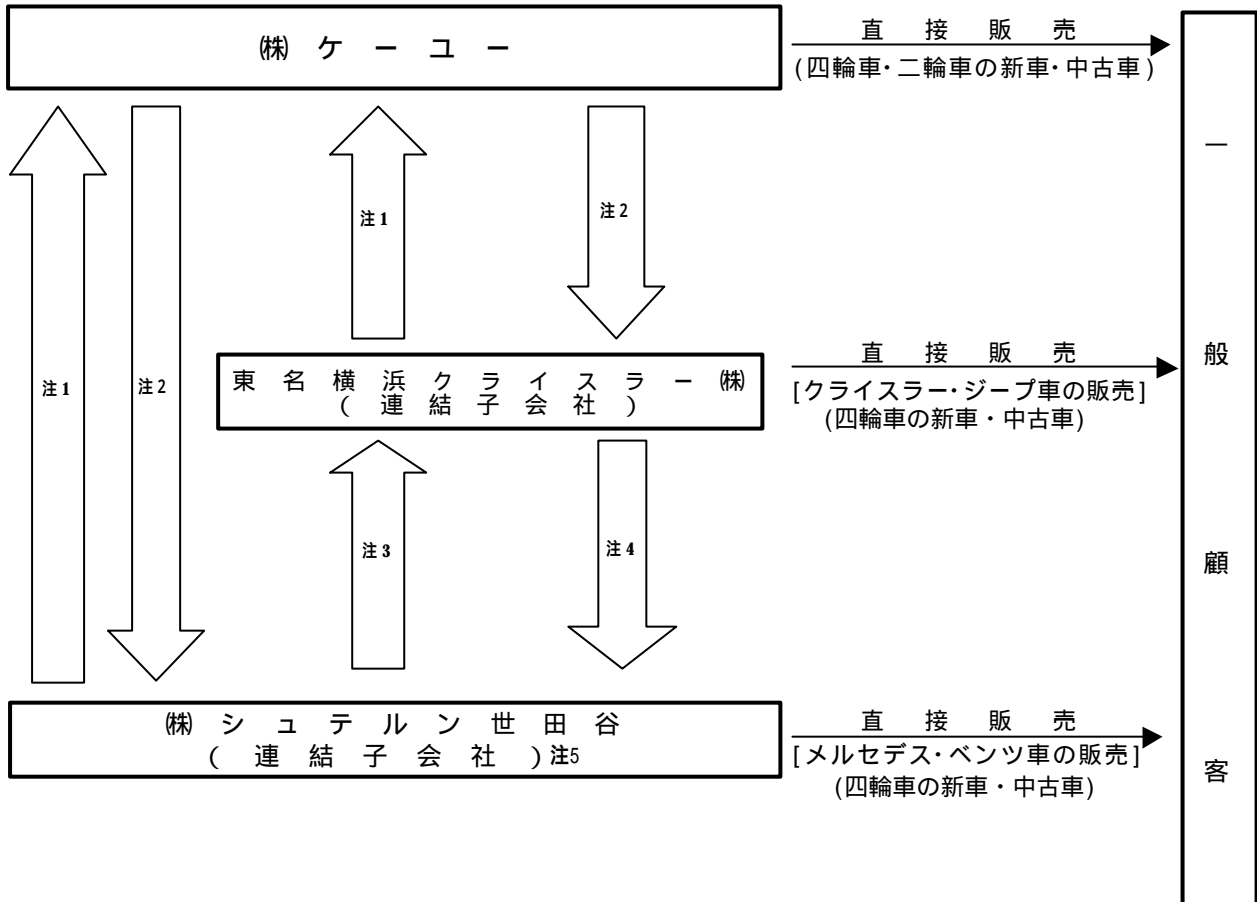 ㈱ケーユー
直接販売
(四輪車・二輪車の新車・中古車)
注1
注2
注1
注2
東名横浜クライスラー㈱
(連結子会社)
直接販売
[クライスラー・ジープ車の販売]
(四輪車の新車・中古車)
注3
注4
㈱シュテルン世田谷
(連結子会社)注5
直接販売
[メルセデス・ベンツ車の販売]
(四輪車の新車・中古車)
一般顧客